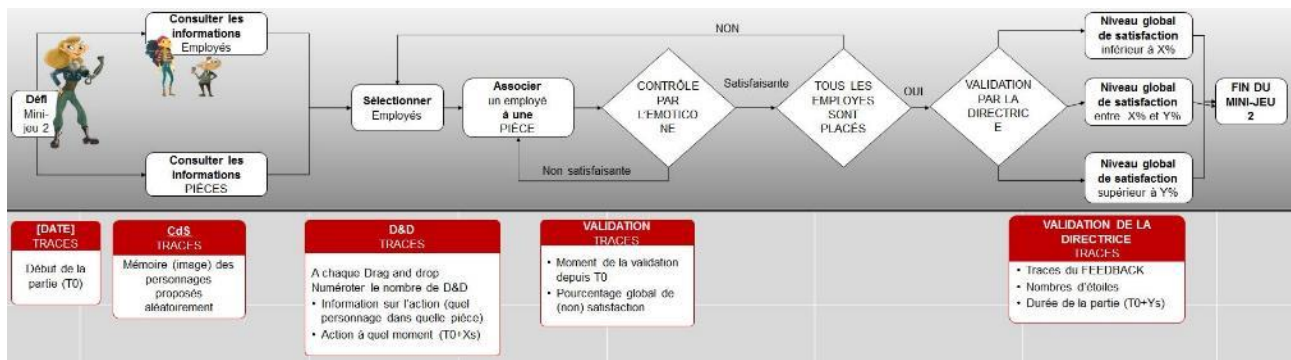 Défi
Mini-
jeu 2
Consulter les
informations
Employés
Consulter les
informations
PIÈCES
Sélectionner
Employés
Associer
un employé
à une
PIÈCE
CONTRÔLE
PAR
L'EMOTICO
NE
Non satisfaisante
Satisfaisante
NON
TOUS LES
EMPLOYES
SONT
PLACÉS
OUI
VALIDATION
PAR LA
DIRECTRIC
E
Niveau global
de satisfaction
inférieur à X%
Niveau global
de satisfaction
entre X% et Y%
Niveau global
de satisfaction
supérieur à Y%
FIN DU
MINI-JEU
2
[DATE]
TRACES
Début de la
partie (T0)
CdS
TRACES
Mémoire (image) des
personnages
proposés
aléatoirement
D&D
TRACES
A chaque Drag and drop
Numéroter le nombre de D&D
• Information sur l'action (quel
personnage dans quelle pièce)
• Action à quel moment (T0+Xs)
VALIDATION
TRACES
• Moment de la validation
depuis T0
• Pourcentage global de
(non) satisfaction
VALIDATION DE LA
DIRECTRICE
TRACES
• Traces du FEEDBACK
• Nombres d'étoiles
• Durée de la partie (T0+Ys)